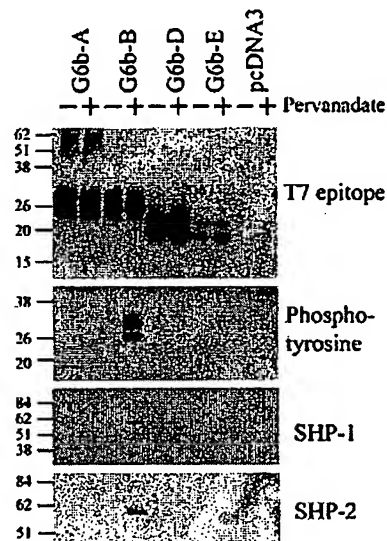 G6b-A G6b-B G6b-D G6b-E pcDNA3
- + - + - + - + - + Pervanadate
62
51
38
26
20
15
T7 epitope
38
26
20
Phospho-
tyrosine
84
62
51
38
SHP-1
84
62
51
SHP-2